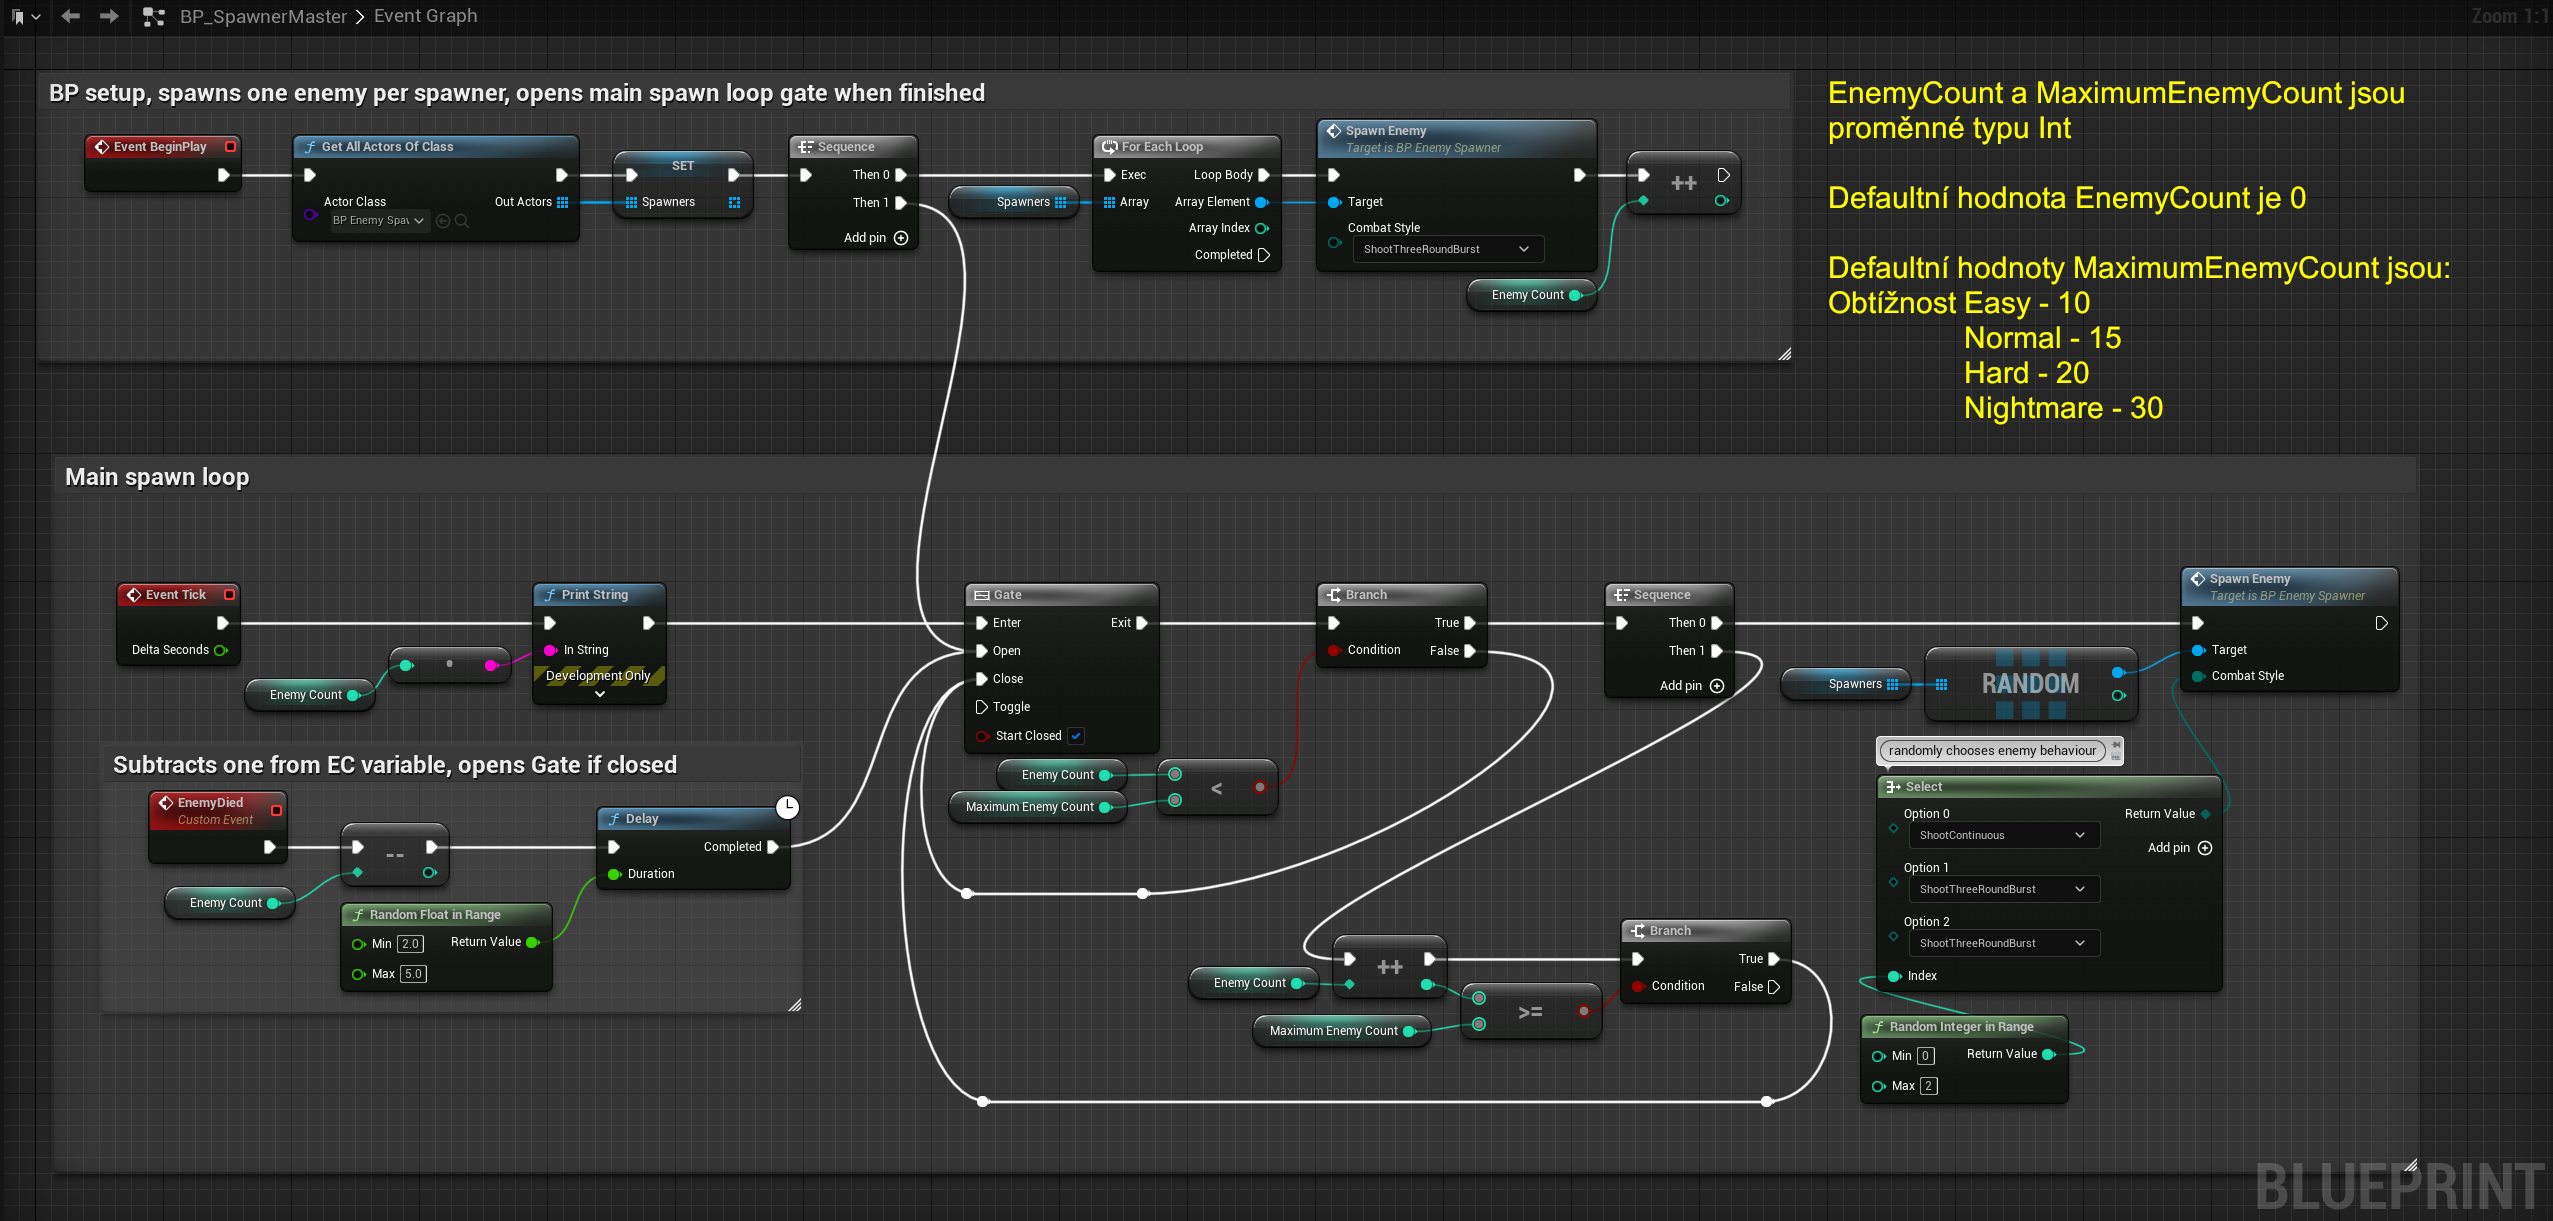 BP_SpawnerMaster > Event Graph
Zoom 1:1
BP setup, spawns one enemy per spawner, opens main spawn loop gate when finished
EnemyCount a MaximumEnemyCount jsou
proměnné typu Int
Defaultní hodnota EnemyCount je 0
Defaultní hodnoty MaximumEnemyCount jsou:
Obtížnost Easy - 10
Normal - 15
Hard - 20
Nightmare - 30
Event BeginPlay
Get All Actors Of Class
Actor Class
BP Enemy Spav
Out Actors
SET
Spawners
Sequence
Then 0
Then 1
Add pin
Spawners
For Each Loop
Exec
Loop Body
Array
Array Element
Array Index
Completed
Spawn Enemy
Target is BP Enemy Spawner
Target
Combat Style
ShootThreeRoundBurst
Enemy Count
++
Main spawn loop
Event Tick
Delta Seconds
Enemy Count
Print String
In String
Development Only
Gate
Enter
Exit
Open
Close
Toggle
Start Closed
Enemy Count
Maximum Enemy Count
<
Branch
True
Condition
False
Sequence
Then 0
Then 1
Add pin
Spawners
RANDOM
Spawn Enemy
Target is BP Enemy Spawner
Target
Combat Style
randomly chooses enemy behaviour
Select
Option 0
Return Value
ShootContinuous
Add pin
Option 1
ShootThreeRoundBurst
Option 2
ShootThreeRoundBurst
Index
Random Integer in Range
Min 0
Return Value
Max 2
Subtracts one from EC variable, opens Gate if closed
EnemyDied
Custom Event
Enemy Count
--
Delay
Completed
Duration
Random Float in Range
Min 2.0
Return Value
Max 5.0
Enemy Count
++
Maximum Enemy Count
>=
Branch
True
Condition
False
BLUEPRINT